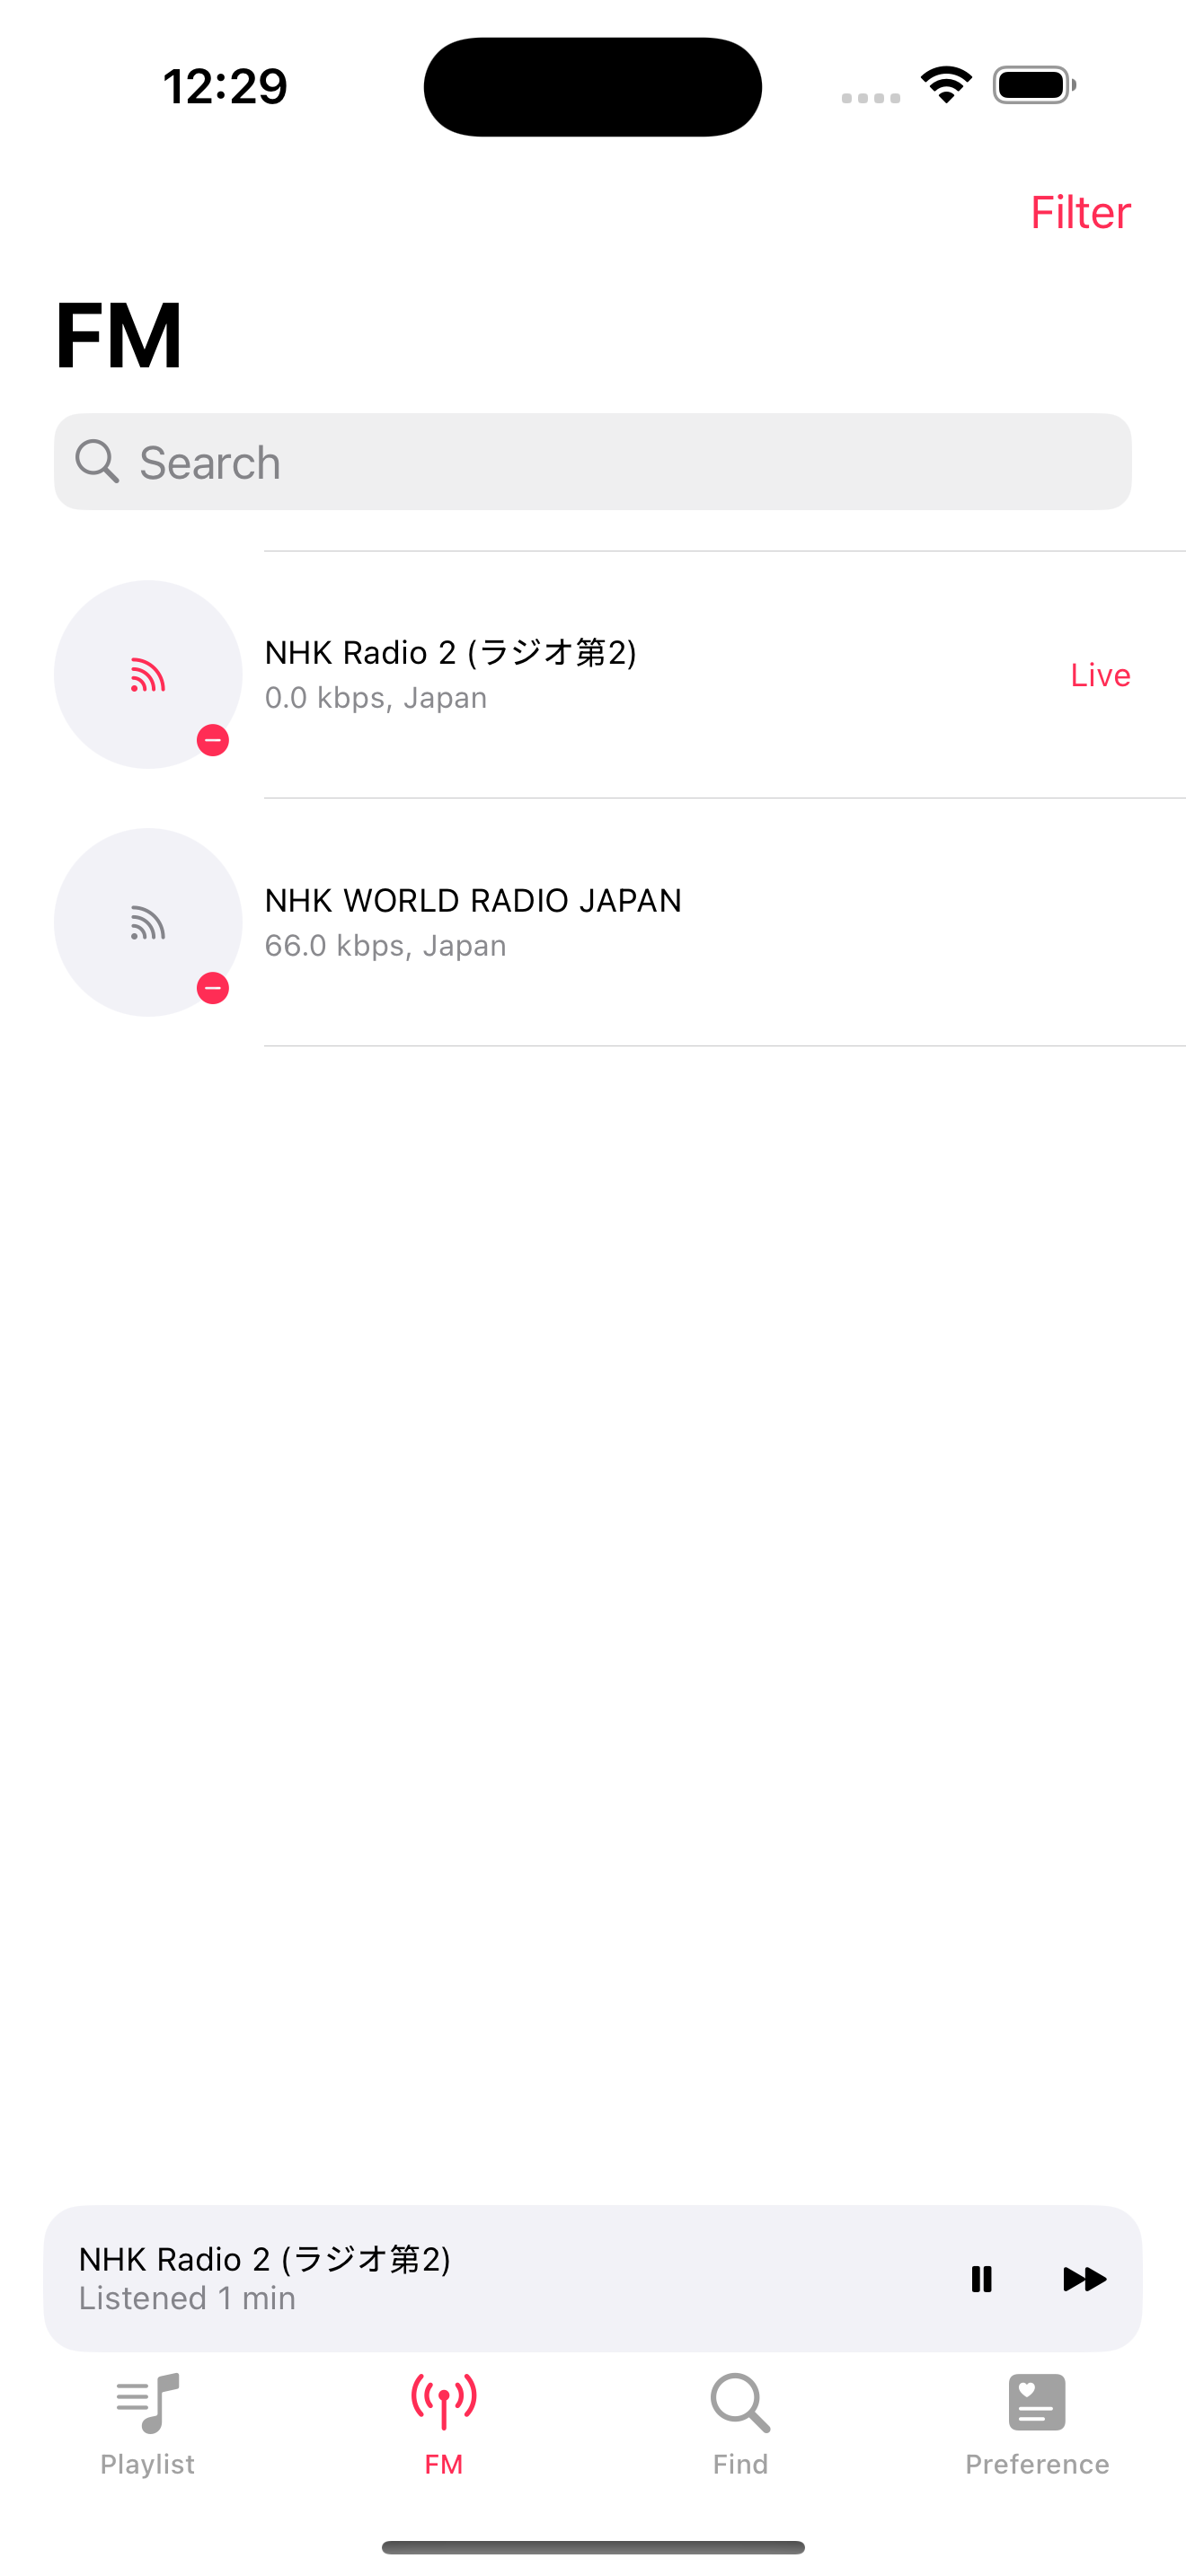 12:29
Filter
FM
Search
NHK Radio 2 (ラジオ第2)
0.0 kbps, Japan
Live
NHK WORLD RADIO JAPAN
66.0 kbps, Japan
NHK Radio 2 (ラジオ第2)
Listened 1 min
Playlist
FM
Find
Preference